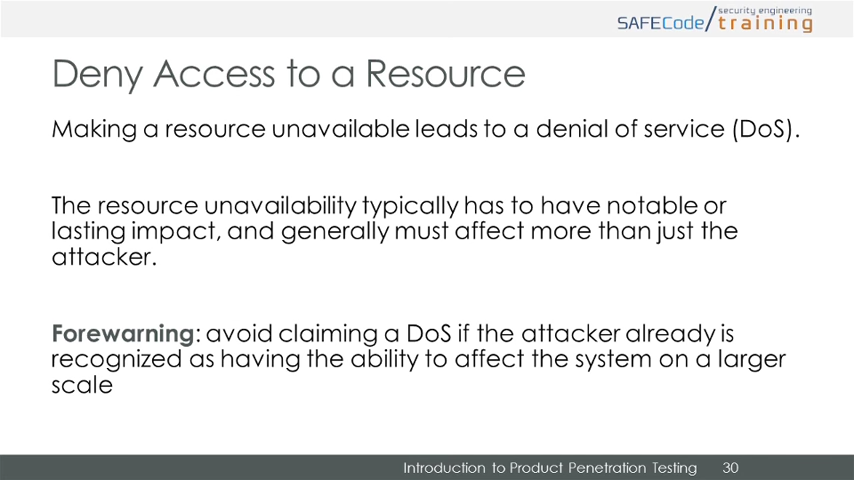 SAFECode/security engineering
training
Deny Access to a Resource
Making a resource unavailable leads to a denial of service (DoS).
The resource unavailability typically has to have notable or
lasting impact, and generally must affect more than just the
attacker.
Forewarning: avoid claiming a DoS if the attacker already is
recognized as having the ability to affect the system on a larger
scale
Introduction to Product Penetration Testing 30